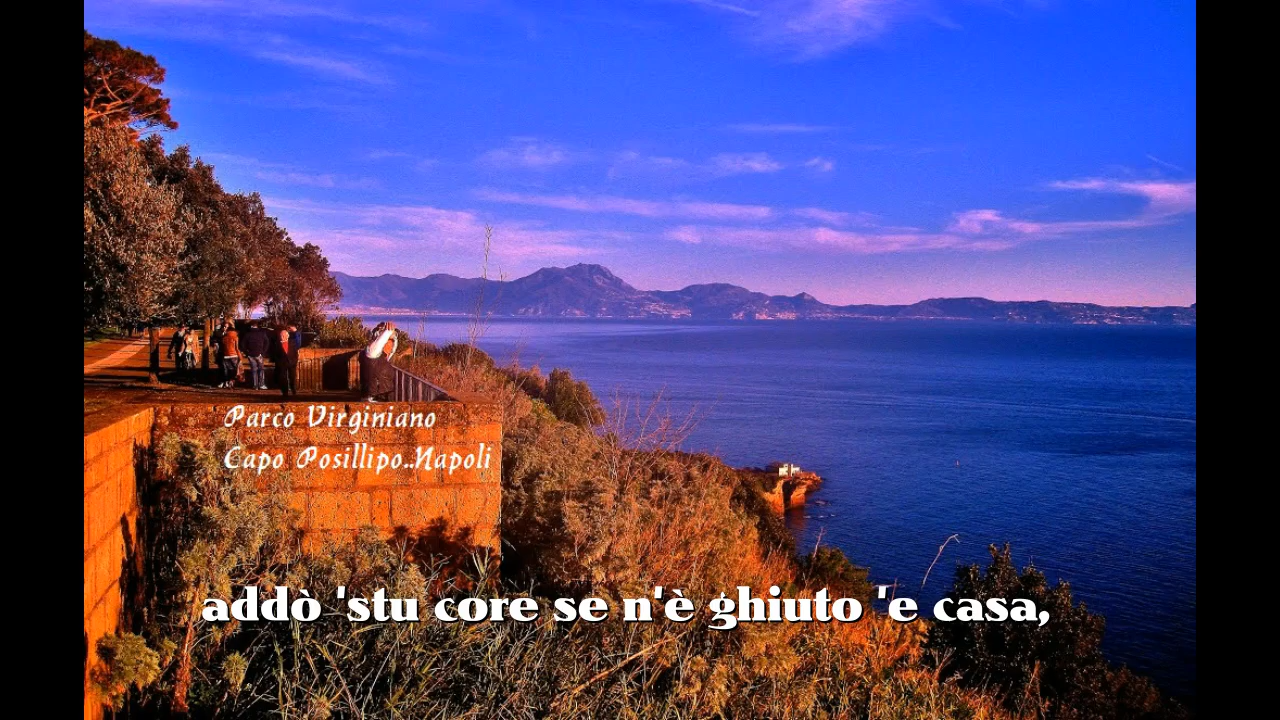 Parco Virginiano
Capo Posillipo..Napoli
addò 'stu core se n'è ghiuto 'e casa,